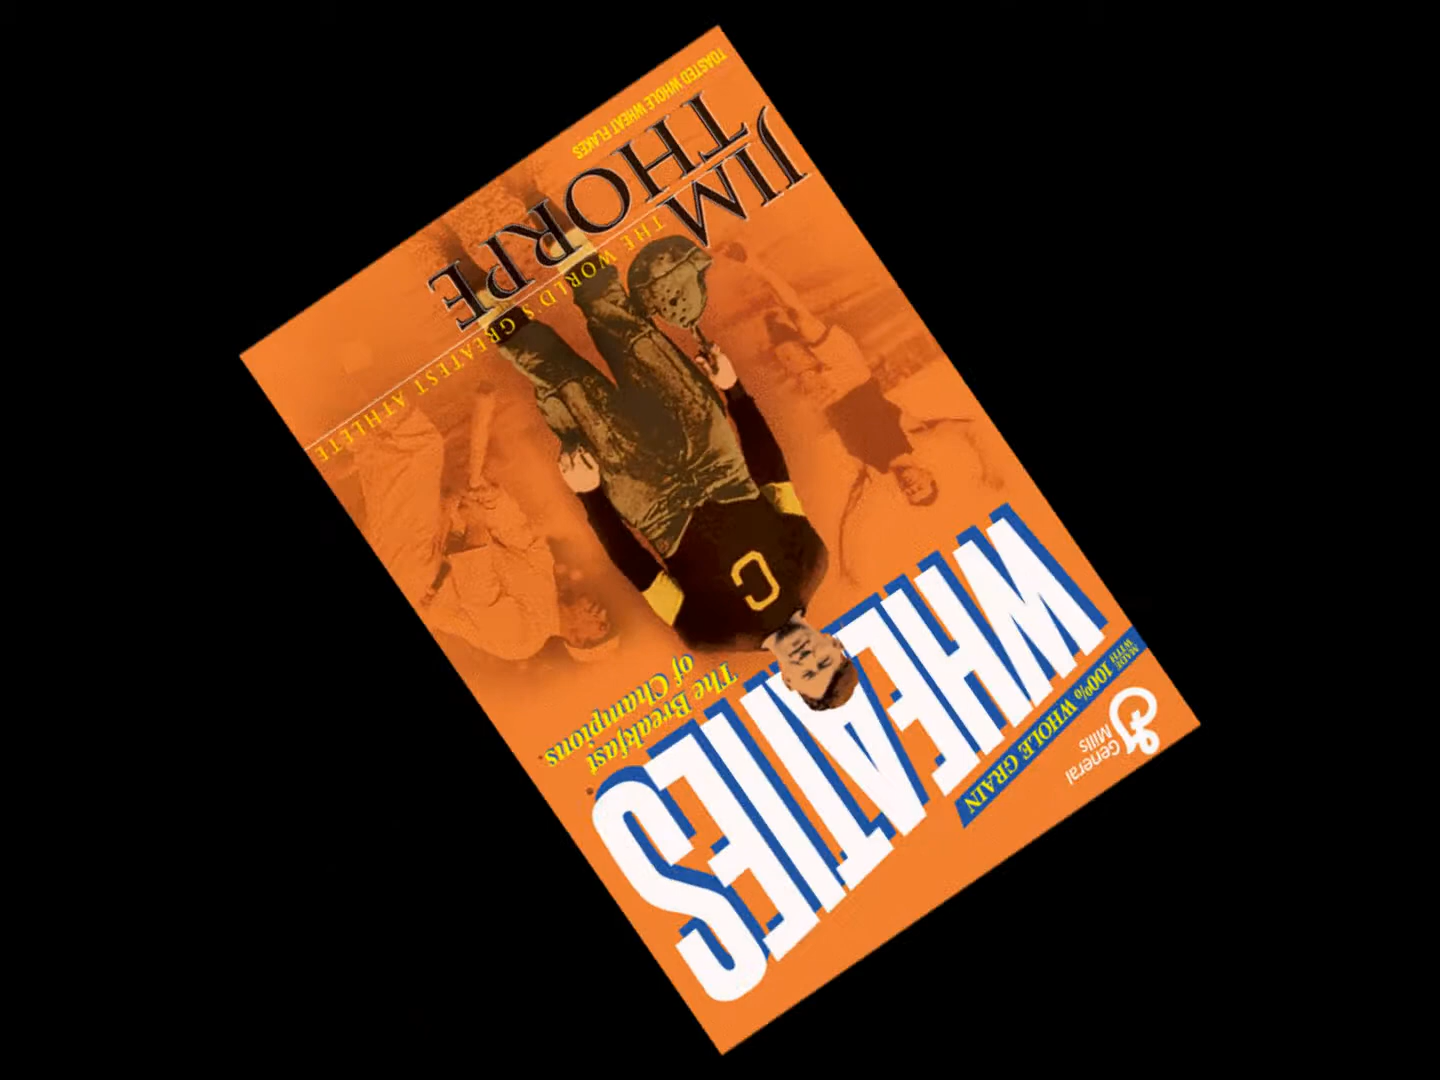 General
Mills
MADE
WITH 100% WHOLE GRAIN
WHEATIES
The Breakfast
of Champions
C
THE WORLD'S GREATEST ATHLETE
JIM
THORPE
TOASTED WHOLE WHEAT FLAKES